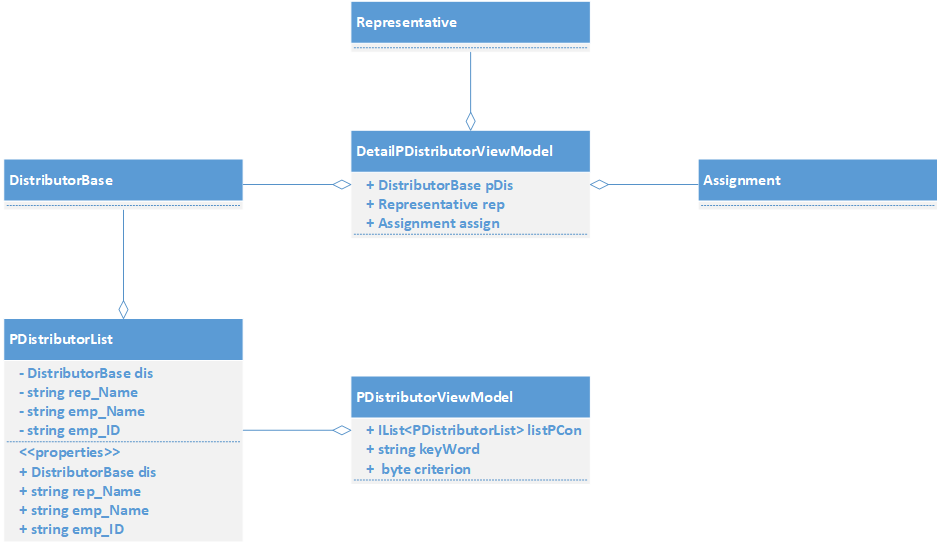 Representative
DetailPDistributorViewModel
+ DistributorBase pDis
+ Representative rep
+ Assignment assign
DistributorBase
Assignment
PDistributorList
- DistributorBase dis
- string rep_Name
- string emp_Name
- string emp_ID
<<properties>>
+ DistributorBase dis
+ string rep_Name
+ string emp_Name
+ string emp_ID
PDistributorViewModel
+ IList<PDistributorList> listPCon
+ string keyWord
+ byte criterion